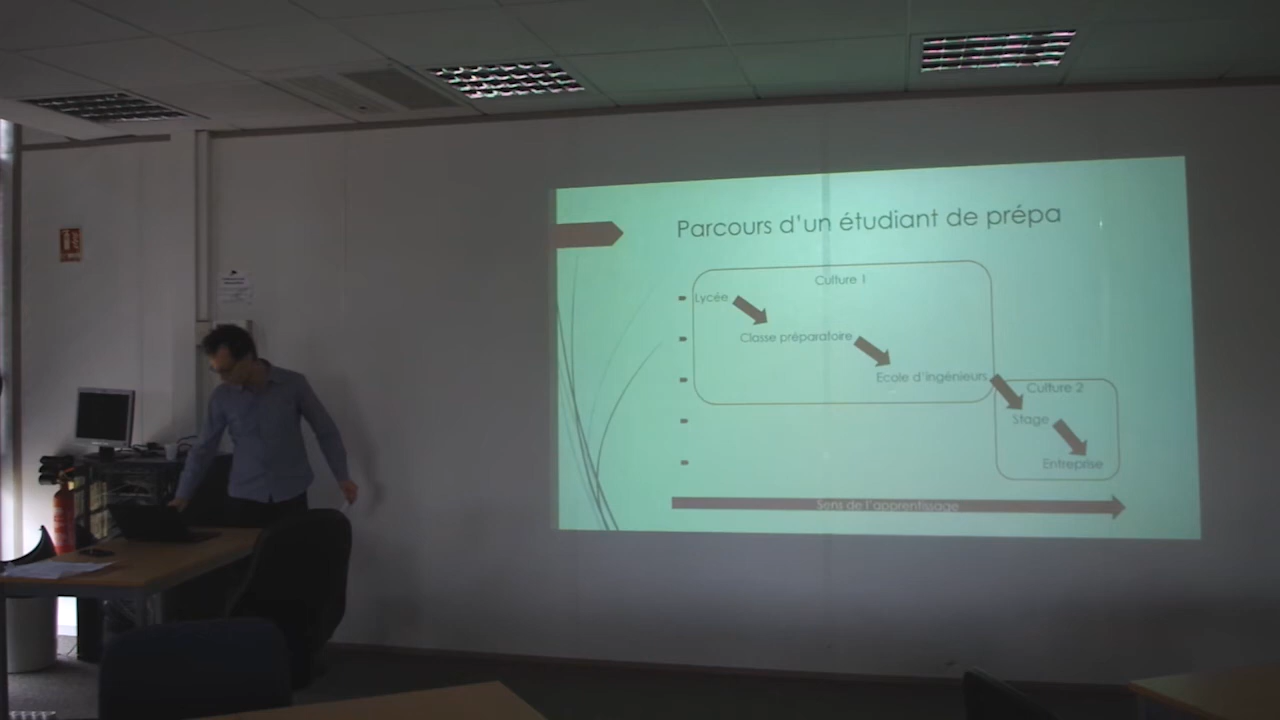 Parcours d'un étudiant de prépa
Culture 1
Lycée
Classe préparatoire
Ecole d'ingénieurs
Culture 2
Stage
Entreprise
Sens de l'apprentissage